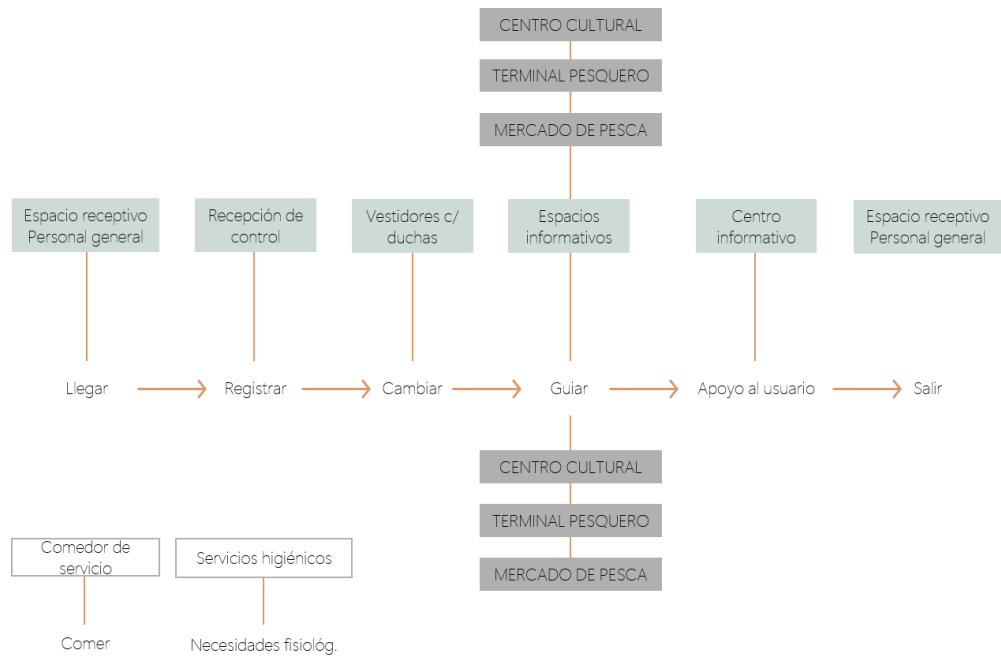 CENTRO CULTURAL
TERMINAL PESQUERO
MERCADO DE PESCA
Espacio receptivo
Personal general
Recepción de
control
Vestidores c/
duchas
Espacios
informativos
Centro
informativo
Espacio receptivo
Personal general
Llegar
Registrar
Cambiar
Guiar
Apoyo al usuario
Salir
CENTRO CULTURAL
TERMINAL PESQUERO
MERCADO DE PESCA
Comedor de
servicio
Servicios higiénicos
Comer
Necesidades fisiológ.